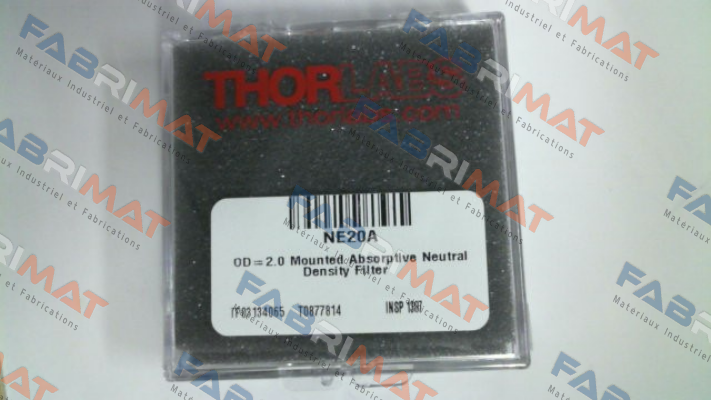 THORLABS
www.thorlabs.com
NE20A
OD = 2.0 Mounted Absorptive Neutral
Density Filter
T0877814 INSP
FABRIMAT
Matériaux Industriel et Fabrications